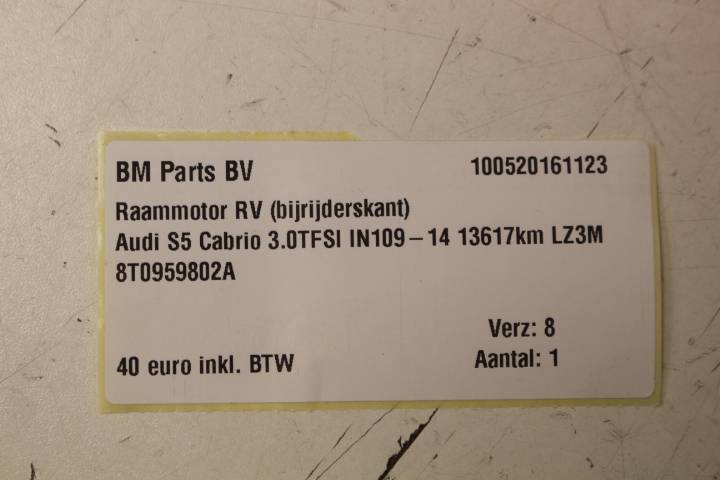 BM Parts BV 100520161123
Raammotor RV (bijrijderskant)
Audi S5 Cabrio 3.0TFSI IN109-14 13617km LZ3M
8T0959802A
Verz: 8
40 euro inkl. BTW Aantal: 1